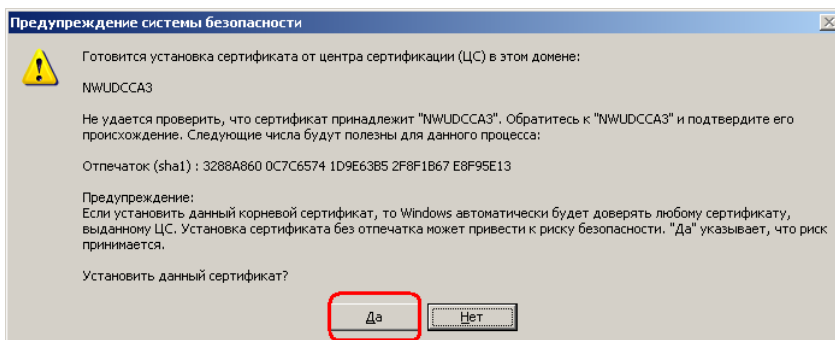 Предупреждение системы безопасности
Готовится установка сертификата от центра сертификации (ЦС) в этом домене:
NWUDCCA3
Не удается проверить, что сертификат принадлежит "NWUDCCA3". Обратитесь к "NWUDCCA3" и подтвердите его
происхождение. Следующие числа будут полезны для данного процесса:
Отпечаток (sha1) : 3288A860 0C7C6574 1D9E63B5 2F8F1B67 E8F95E13
Предупреждение:
Если установить данный корневой сертификат, то Windows автоматически будет доверять любому сертификату,
выданному ЦС. Установка сертификата без отпечатка может привести к риску безопасности. "Да" указывает, что риск
принимается.
Установить данный сертификат?
Да Нет